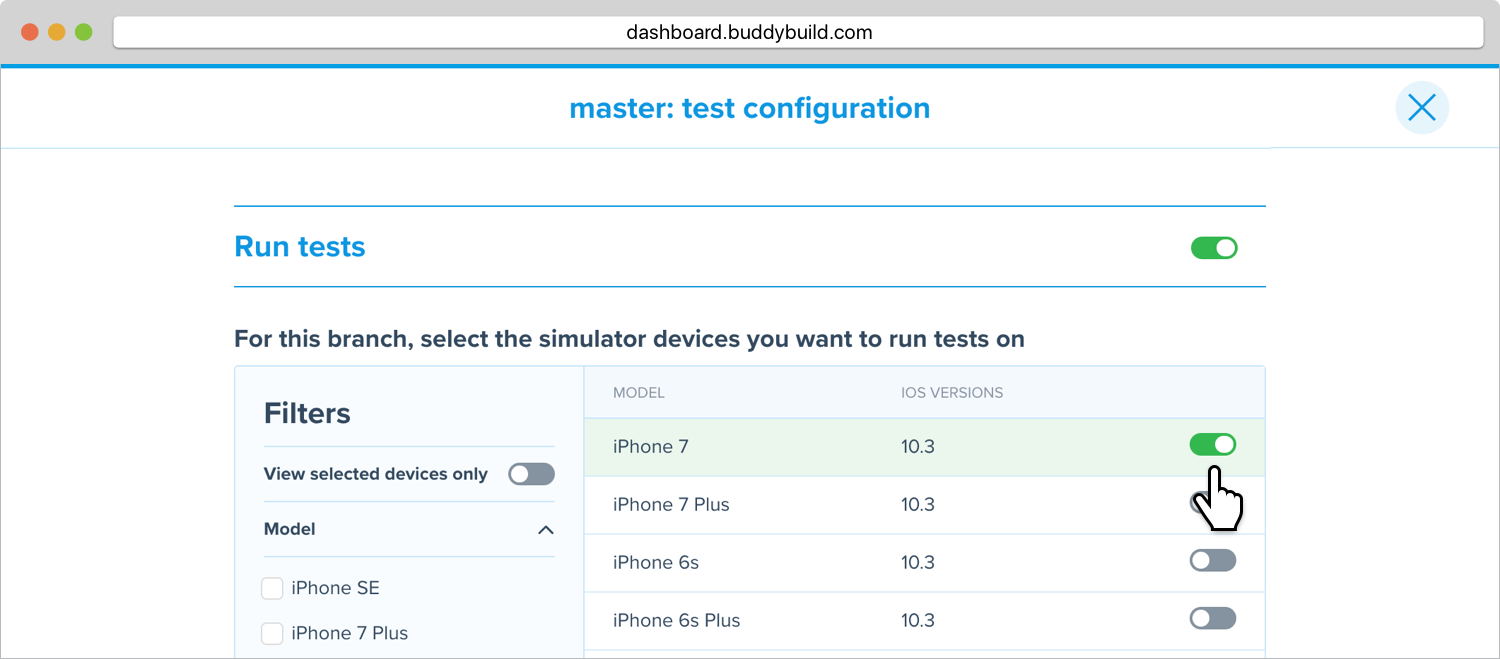 dashboard.buddybuild.com
master: test configuration
Run tests
For this branch, select the simulator devices you want to run tests on
Filters
View selected devices only
Model
iPhone SE
iPhone 7 Plus
MODEL IOS VERSIONS
iPhone 7 10.3
iPhone 7 Plus 10.3
iPhone 6s 10.3
iPhone 6s Plus 10.3